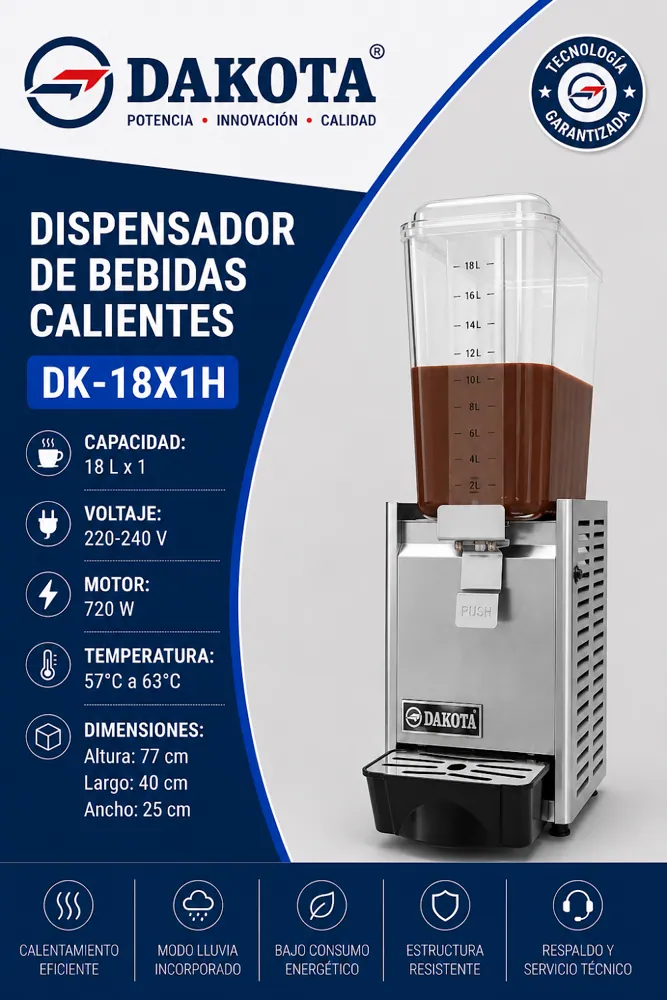 DAKOTA®
POTENCIA • INNOVACIÓN • CALIDAD
TECNOLOGÍA
GARANTIZADA
DISPENSADOR
DE BEBIDAS
CALIENTES
DK-18X1H
CAPACIDAD:
18 L x 1
VOLTAJE:
220-240 V
MOTOR:
720 W
TEMPERATURA:
57°C a 63°C
DIMENSIONES:
Altura: 77 cm
Largo: 40 cm
Ancho: 25 cm
18L
16L
14L
12L
10L
8L
6L
4L
2L
PUSH
DAKOTA
CALENTAMIENTO
EFICIENTE
MODO LLUVIA
INCORPORADO
BAJO CONSUMO
ENERGÉTICO
ESTRUCTURA
RESISTENTE
RESPALDO Y
SERVICIO TÉCNICO